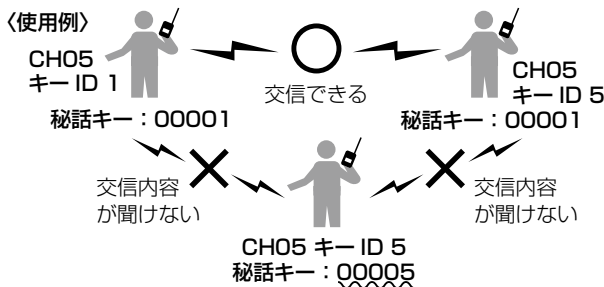 〈使用例〉
CH05
キー ID 1
秘話キー：00001
交信できる
CH05
キー ID 5
秘話キー：00001
交信内容
が聞けない
交信内容
が聞けない
CH05 キー ID 5
秘話キー：00005